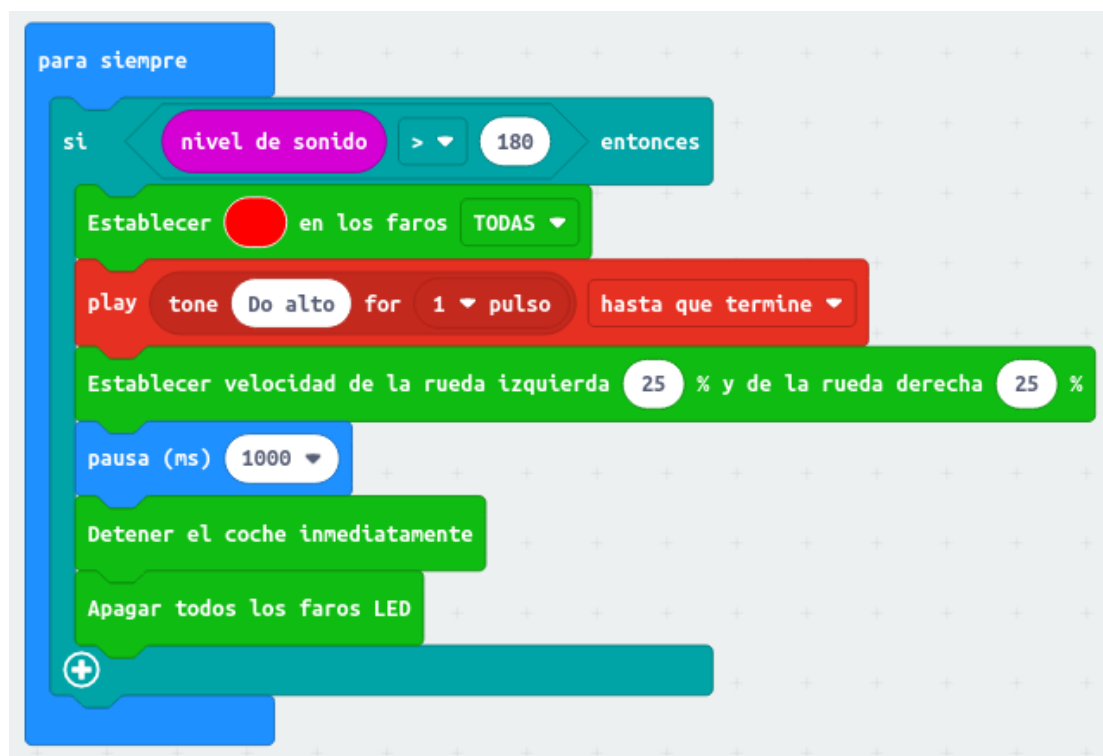 para siempre
si nivel de sonido > 180 entonces
Establecer en los faros TODAS
play tone Do alto for 1 pulso hasta que termine
Establecer velocidad de la rueda izquierda 25 % y de la rueda derecha 25 %
pausa (ms) 1000
Detener el coche inmediatamente
Apagar todos los faros LED